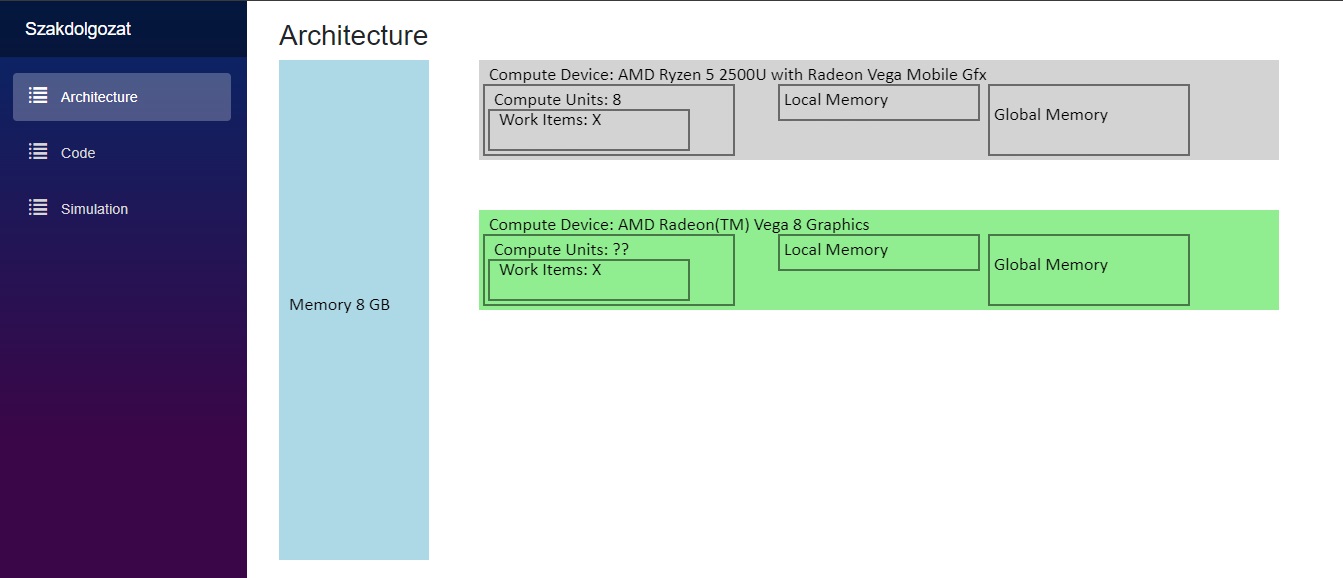 Szakdolgozat
Architecture
Code
Simulation
Architecture
Memory 8 GB
Compute Device: AMD Ryzen 5 2500U with Radeon Vega Mobile Gfx
Compute Units: 8
Work Items: X
Local Memory
Global Memory
Compute Device: AMD Radeon(TM) Vega 8 Graphics
Compute Units: ??
Work Items: X
Local Memory
Global Memory